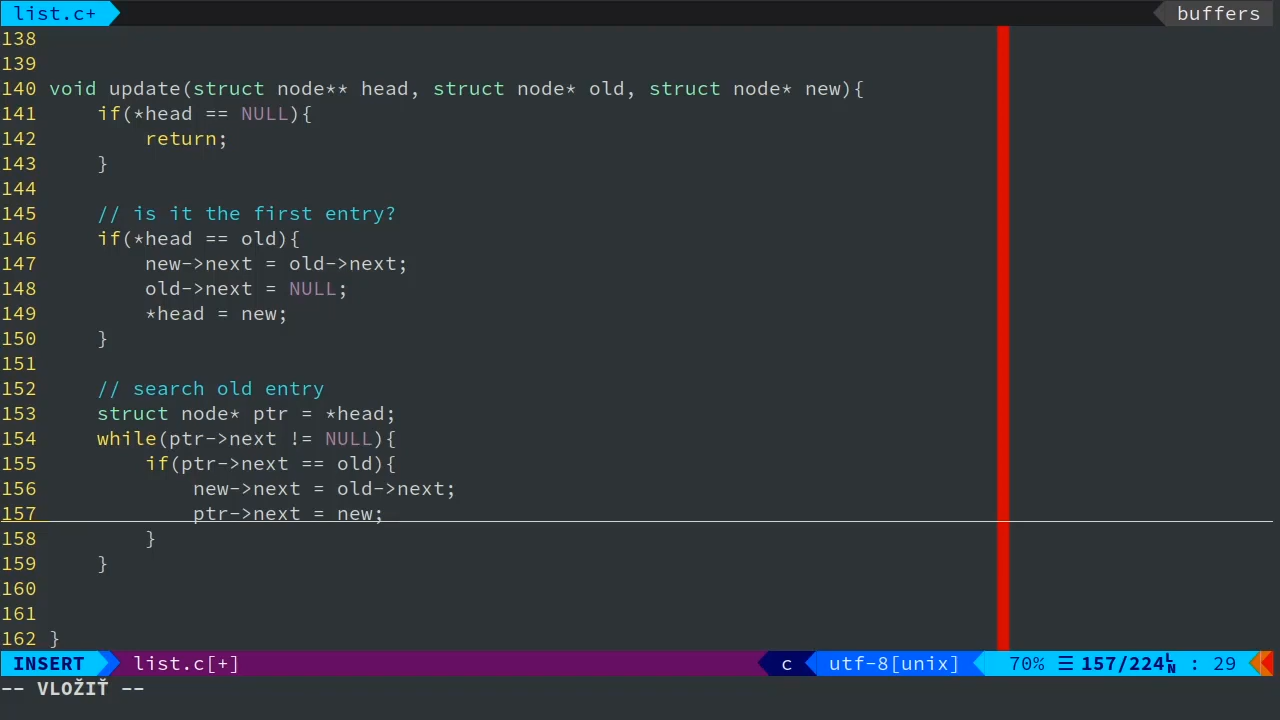 list.c+ buffers
138
139
140 void update(struct node** head, struct node* old, struct node* new){
141     if(*head == NULL){
142         return;
143     }
144
145     // is it the first entry?
146     if(*head == old){
147         new->next = old->next;
148         old->next = NULL;
149         *head = new;
150     }
151
152     // search old entry
153     struct node* ptr = *head;
154     while(ptr->next != NULL){
155         if(ptr->next == old){
156             new->next = old->next;
157             ptr->next = new;
158         }
159     }
160
161
162 }
INSERT list.c[+] c utf-8[unix] 70% ☰ 157/224 LN : 29
-- VLOŽIŤ --